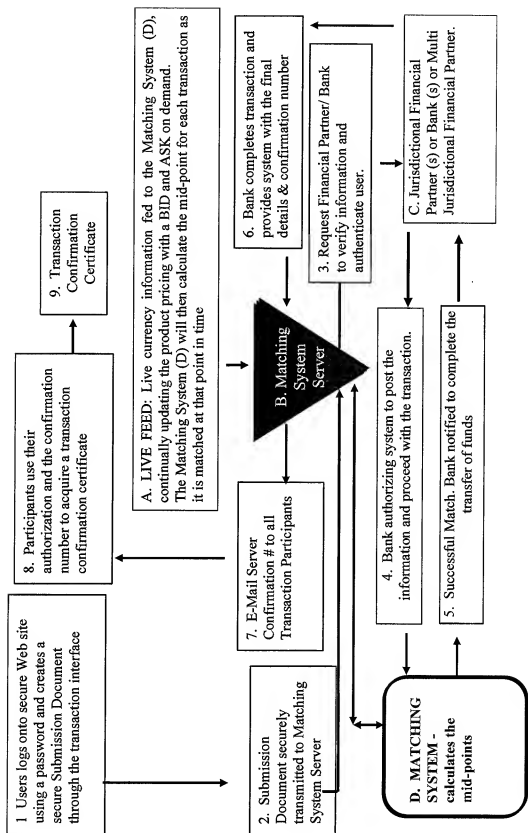 1 Users logs onto secure Web site
using a password and creates a
secure Submission Document
through the transaction interface
8. Participants use their
authorization and the confirmation
number to acquire a transaction
confirmation certificate
9. Transaction
Confirmation
Certificate
A. LIVE FEED: Live currency information fed to the Matching System (D),
continually updating the product pricing with a BID and ASK on demand.
The Matching System (D) will then calculate the mid-point for each transaction as
it is matched at that point in time
2. Submission
Document securely
transmitted to Matching
System Server
7. E-Mail Server
Confirmation # to all
Transaction Participants
B. Matching
System
Server
6. Bank completes transaction and
provides system with the final
details & confirmation number
3. Request Financial Partner/ Bank
to verify information and
authenticate user.
D. MATCHING
SYSTEM -
calculates the
mid-points
4. Bank authorizing system to post the
information and proceed with the transaction.
5. Successful Match. Bank notified to complete the
transfer of funds
C. Jurisdictional Financial
Partner (s) or Bank (s) or Multi
Jurisdictional Financial Partner.